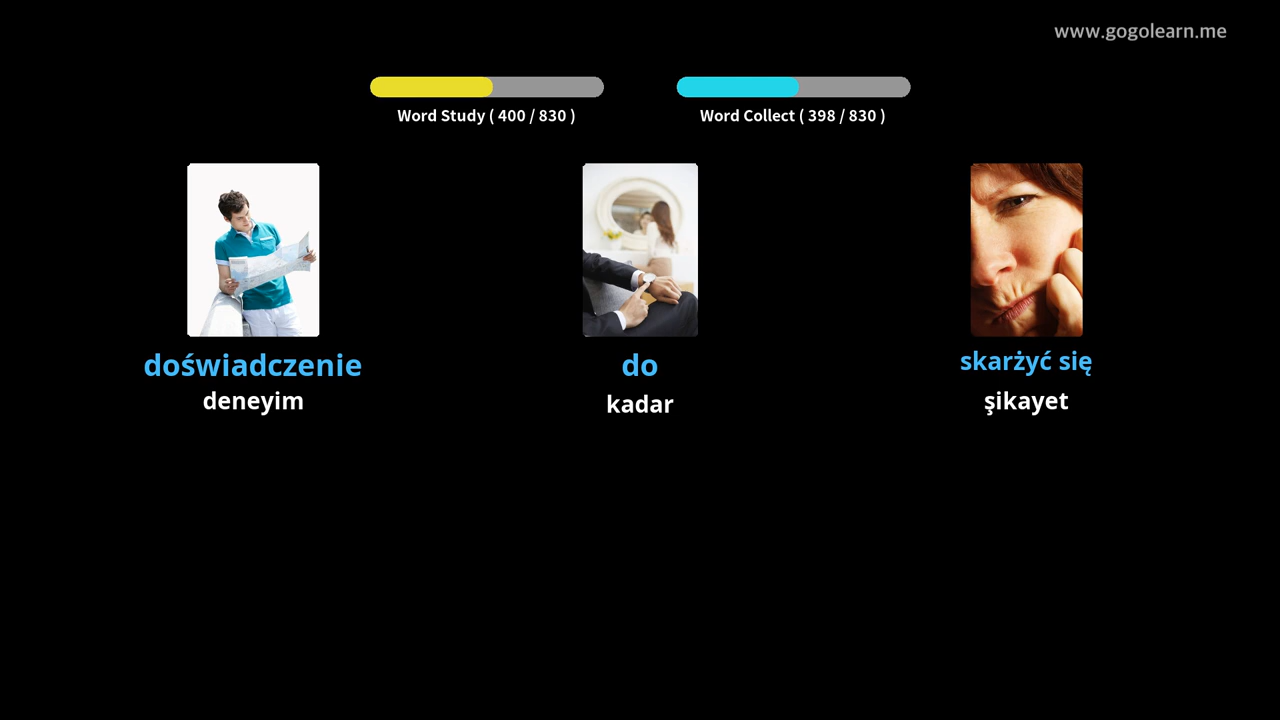 www.gogolearn.me
Word Study ( 400 / 830 )
Word Collect ( 398 / 830 )
doświadczenie
deneyim
do
kadar
skarżyć się
şikayet